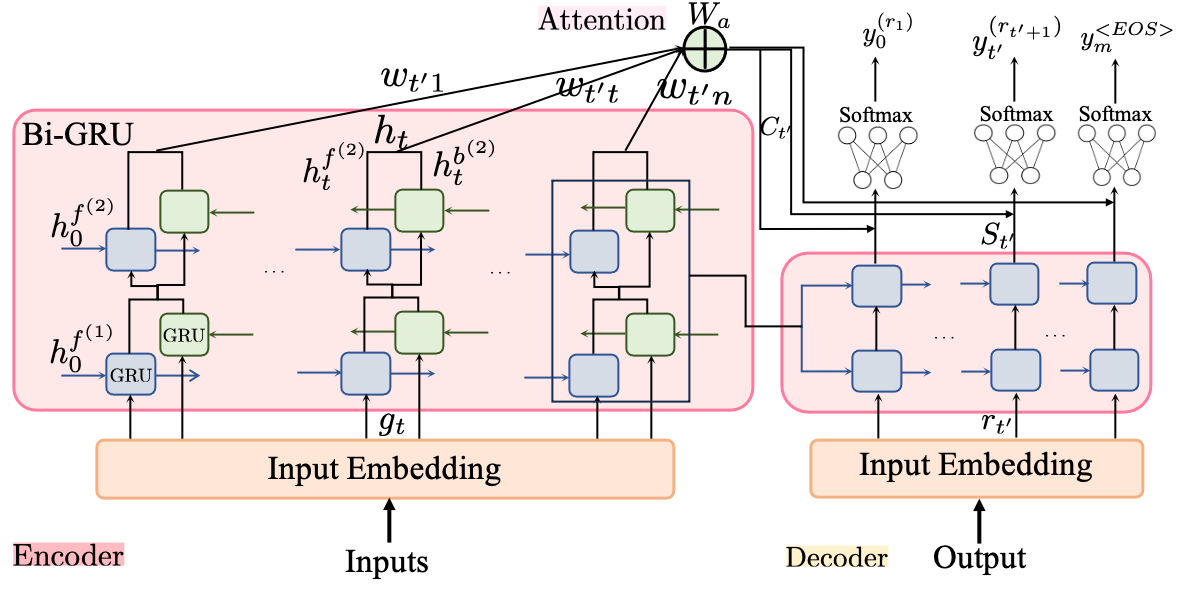 Attention
W_a
y_0^{(r_1)}
y_{t'}^{(r_{t'+1})}
y_m^{<EOS>}
w_{t'1}
w_{t't}
w_{t'n}
Softmax
Softmax
Softmax
Bi-GRU
h_t
C_{t'}
h_t^{f^{(2)}}
h_t^{b^{(2)}}
h_0^{f^{(2)}}
S_{t'}
...
...
h_0^{f^{(1)}}
GRU
GRU
...
...
g_t
r_{t'}
Input Embedding
Input Embedding
Encoder
Inputs
Decoder
Output